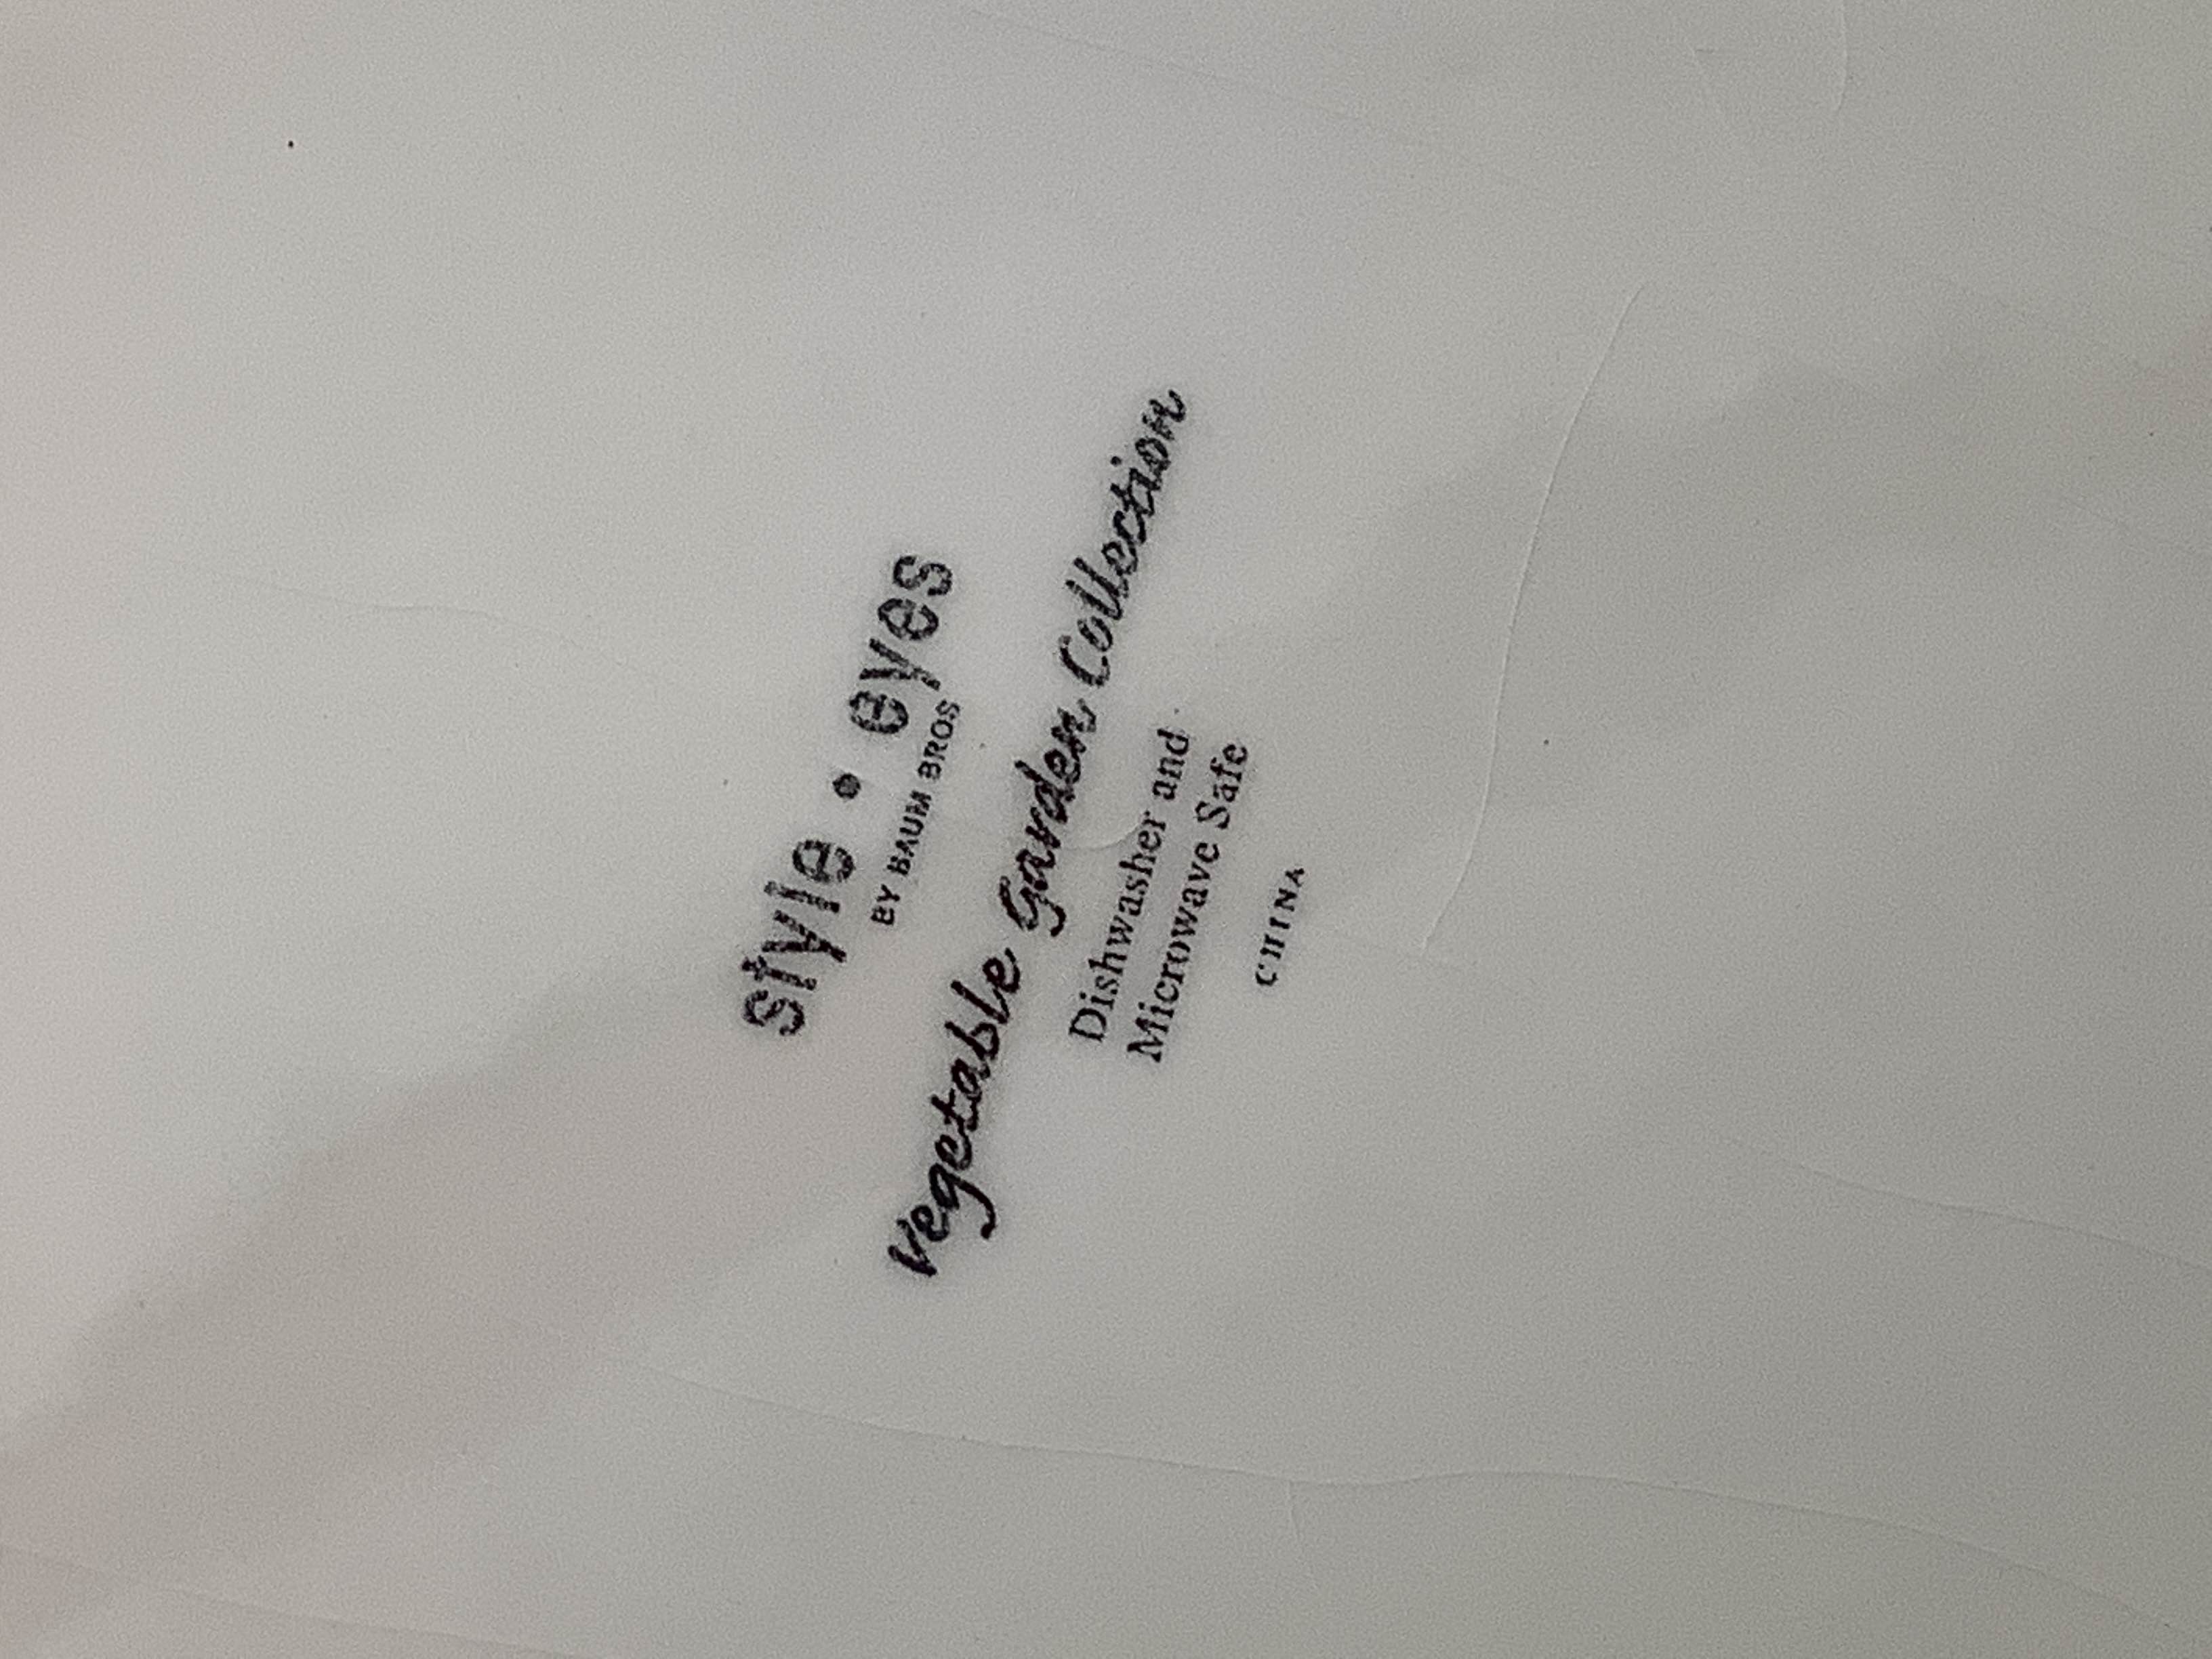 style • eyes
BY BAUM BROS
Vegetable Garden Collection
Dishwasher and
Microwave Safe
CHINA